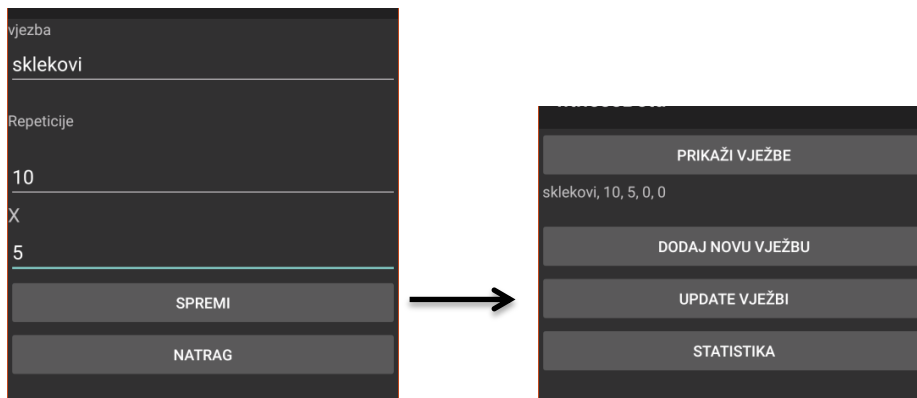 vjezba
sklekovi
Repeticije
10
X
5
SPREMI
NATRAG
PRIKAŽI VJEŽBE
sklekovi, 10, 5, 0, 0
DODAJ NOVU VJEŽBU
UPDATE VJEŽBI
STATISTIKA